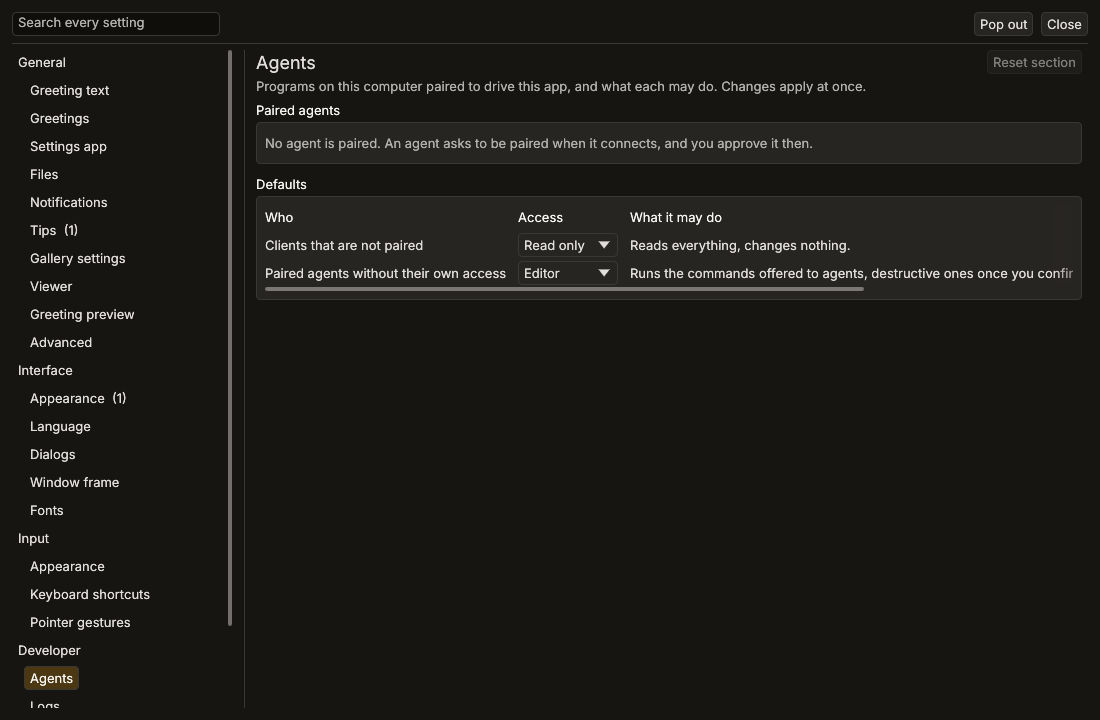 Search every setting
Pop out
Close
General
Greeting text
Greetings
Settings app
Files
Notifications
Tips (1)
Gallery settings
Viewer
Greeting preview
Advanced
Interface
Appearance (1)
Language
Dialogs
Window frame
Fonts
Input
Appearance
Keyboard shortcuts
Pointer gestures
Developer
Agents
Logs
Agents
Reset section
Programs on this computer paired to drive this app, and what each may do. Changes apply at once.
Paired agents
No agent is paired. An agent asks to be paired when it connects, and you approve it then.
Defaults
Who Access What it may do
Clients that are not paired Read only Reads everything, changes nothing.
Paired agents without their own access Editor Runs the commands offered to agents, destructive ones once you